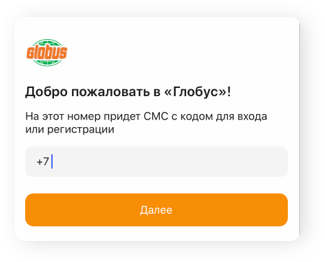 Globus
Добро пожаловать в «Глобус»!
На этот номер придет СМС с кодом для входа
или регистрации
+7
Далее